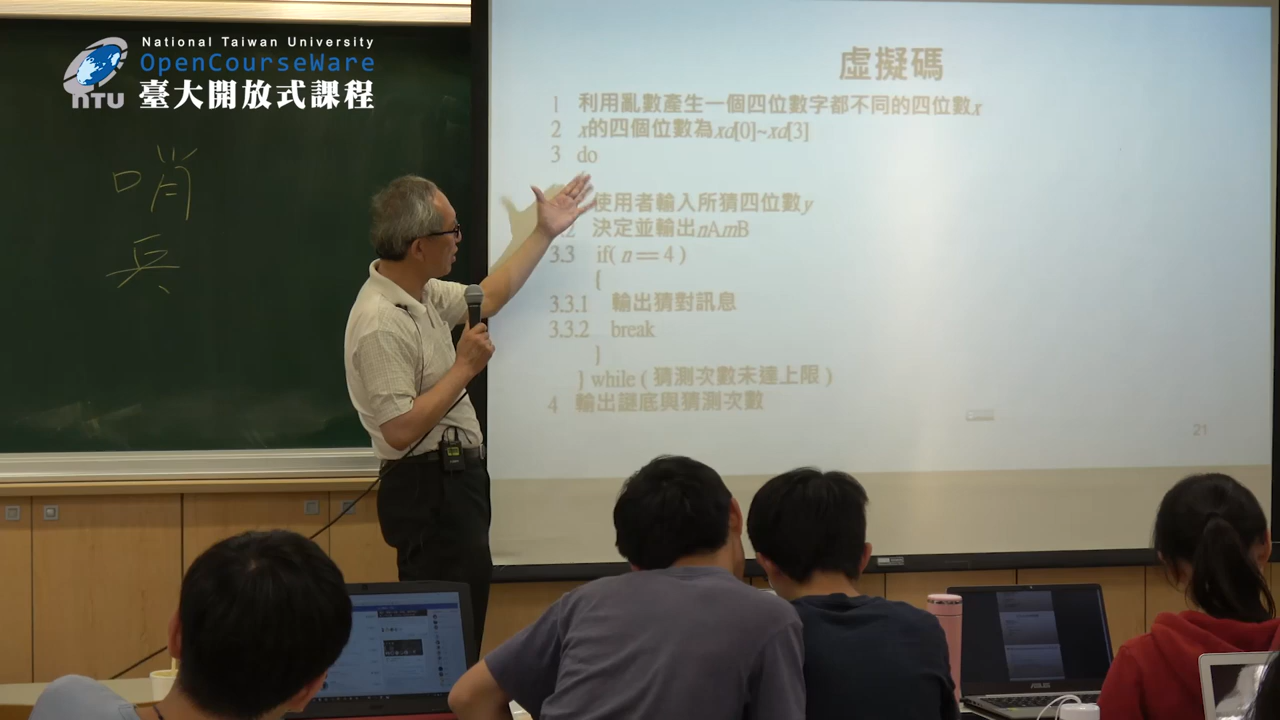 National Taiwan University
OpenCourseWare
NTU 臺大開放式課程
哨
兵
虛擬碼
1 利用亂數產生一個四位數字都不同的四位數x
2 x的四個位數為xd[0]~xd[3]
3 do
使用者輸入所猜四位數y
2 決定並輸出nAmB
3.3 if( n == 4 )
{
3.3.1 輸出猜對訊息
3.3.2 break
}
} while ( 猜測次數未達上限 )
4 輸出謎底與猜測次數
21
ASUS